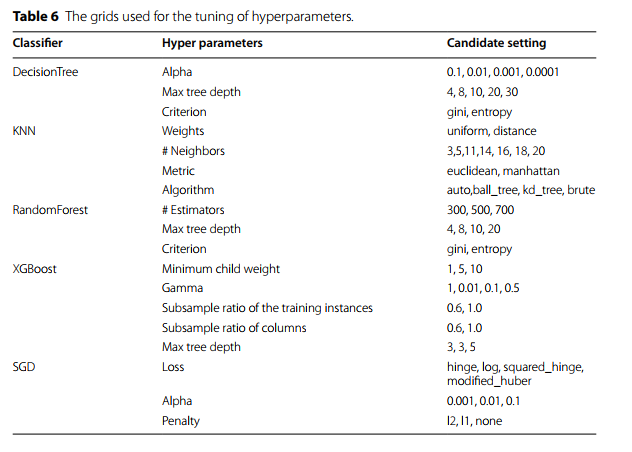 Table 6 The grids used for the tuning of hyperparameters.
Classifier Hyper parameters Candidate setting
DecisionTree Alpha 0.1, 0.01, 0.001, 0.0001
Max tree depth 4, 8, 10, 20, 30
Criterion gini, entropy
KNN Weights uniform, distance
# Neighbors 3,5,11,14, 16, 18, 20
Metric euclidean, manhattan
Algorithm auto,ball_tree, kd_tree, brute
RandomForest # Estimators 300, 500, 700
Max tree depth 4, 8, 10, 20
Criterion gini, entropy
XGBoost Minimum child weight 1, 5, 10
Gamma 1, 0.01, 0.1, 0.5
Subsample ratio of the training instances 0.6, 1.0
Subsample ratio of columns 0.6, 1.0
Max tree depth 3, 3, 5
SGD Loss hinge, log, squared_hinge,
modified_huber
Alpha 0.001, 0.01, 0.1
Penalty l2, l1, none